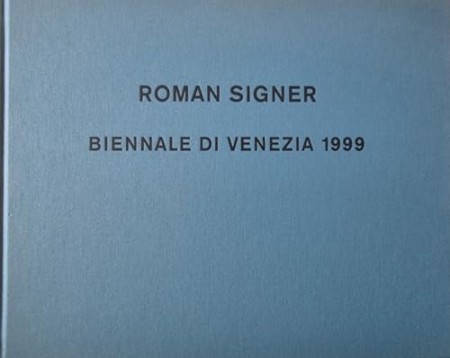 ROMAN SIGNER
BIENNALE DI VENEZIA 1999